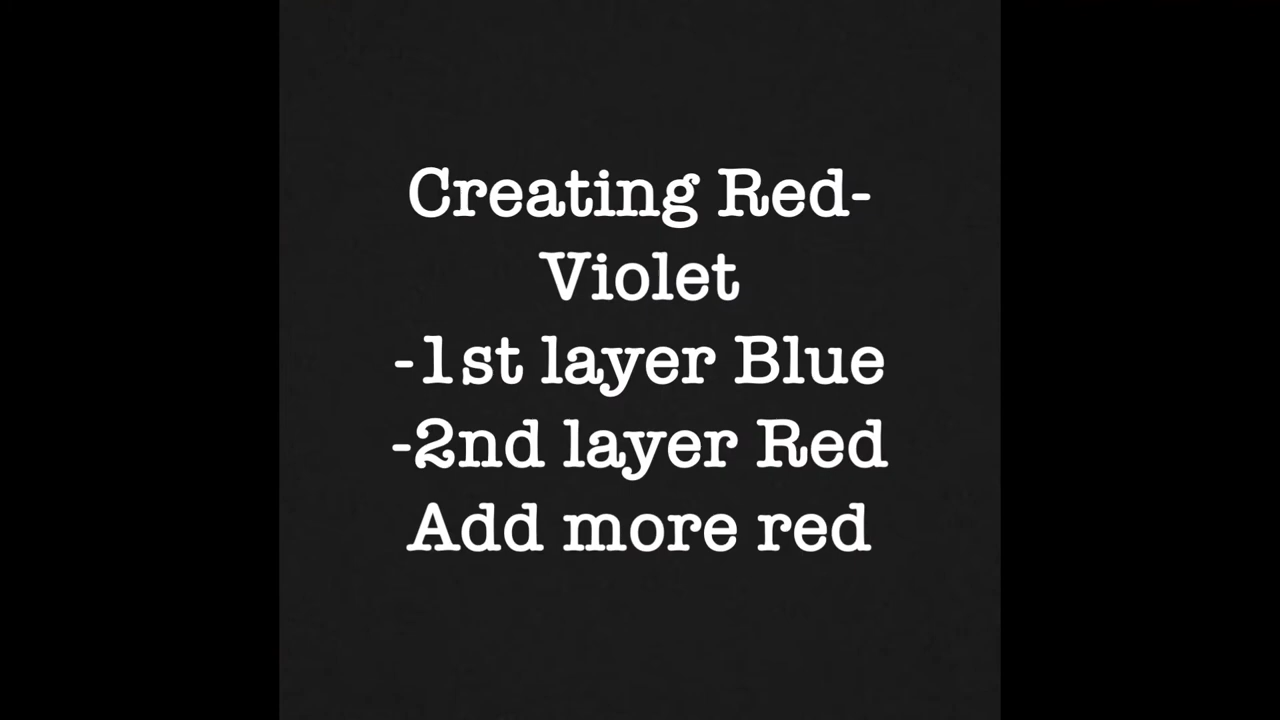 Creating Red-
Violet
-1st layer Blue
-2nd layer Red
Add more red